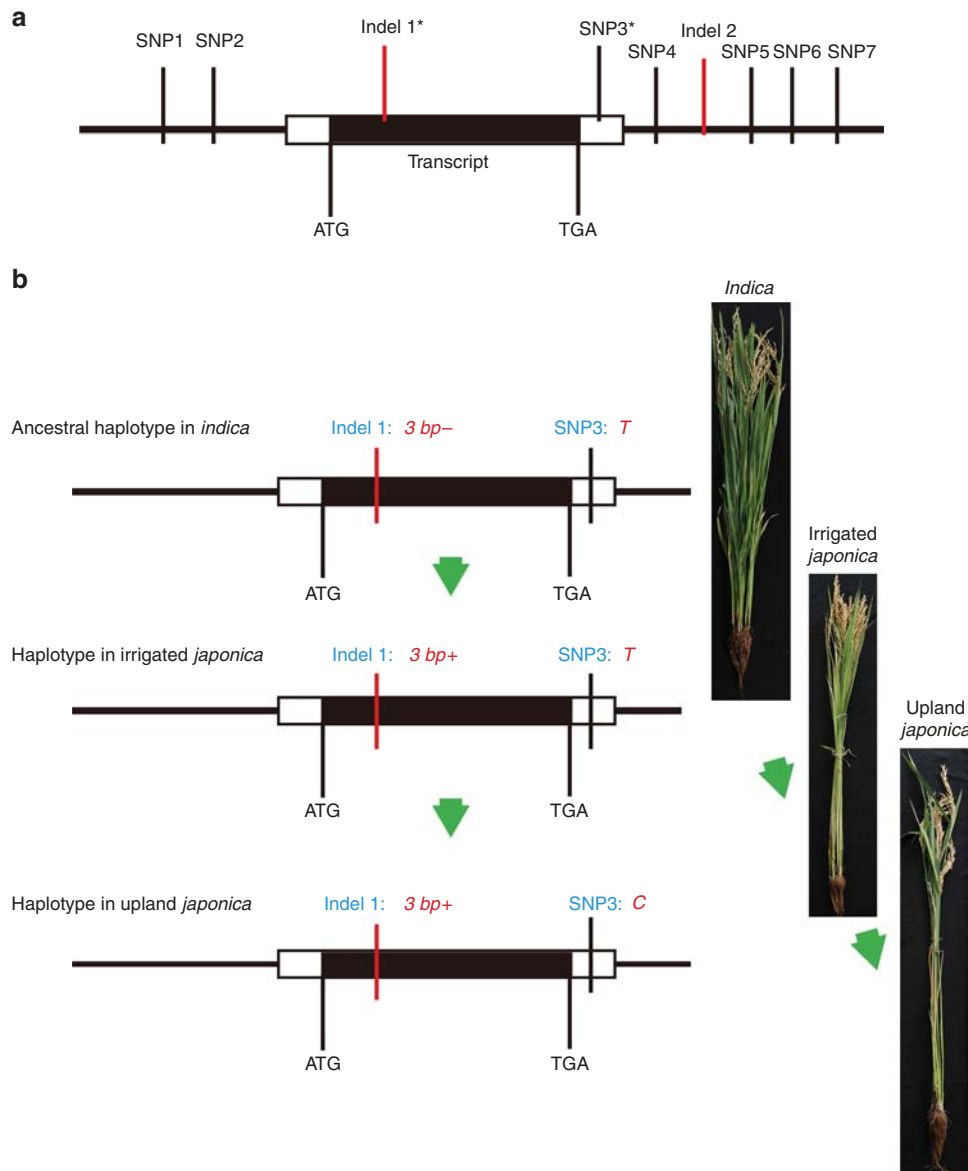 a
SNP1 SNP2 Indel 1* SNP3* SNP4 Indel 2 SNP5 SNP6 SNP7
Transcript
ATG TGA
b
Indica
Ancestral haplotype in indica Indel 1: 3 bp– SNP3: T
ATG TGA
Irrigated
japonica
Haplotype in irrigated japonica Indel 1: 3 bp+ SNP3: T
ATG TGA
Upland
japonica
Haplotype in upland japonica Indel 1: 3 bp+ SNP3: C
ATG TGA